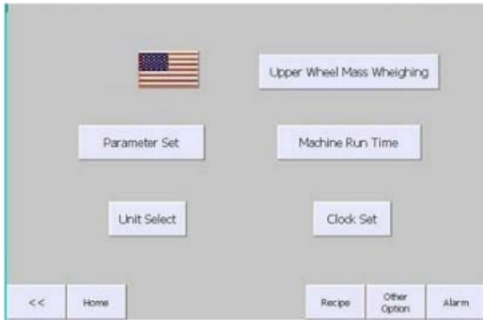 Upper Wheel Mass Wheighing
Parameter Set
Machine Run Time
Unit Select
Clock Set
<<
Home
Recipe
Other
Option
Alarm